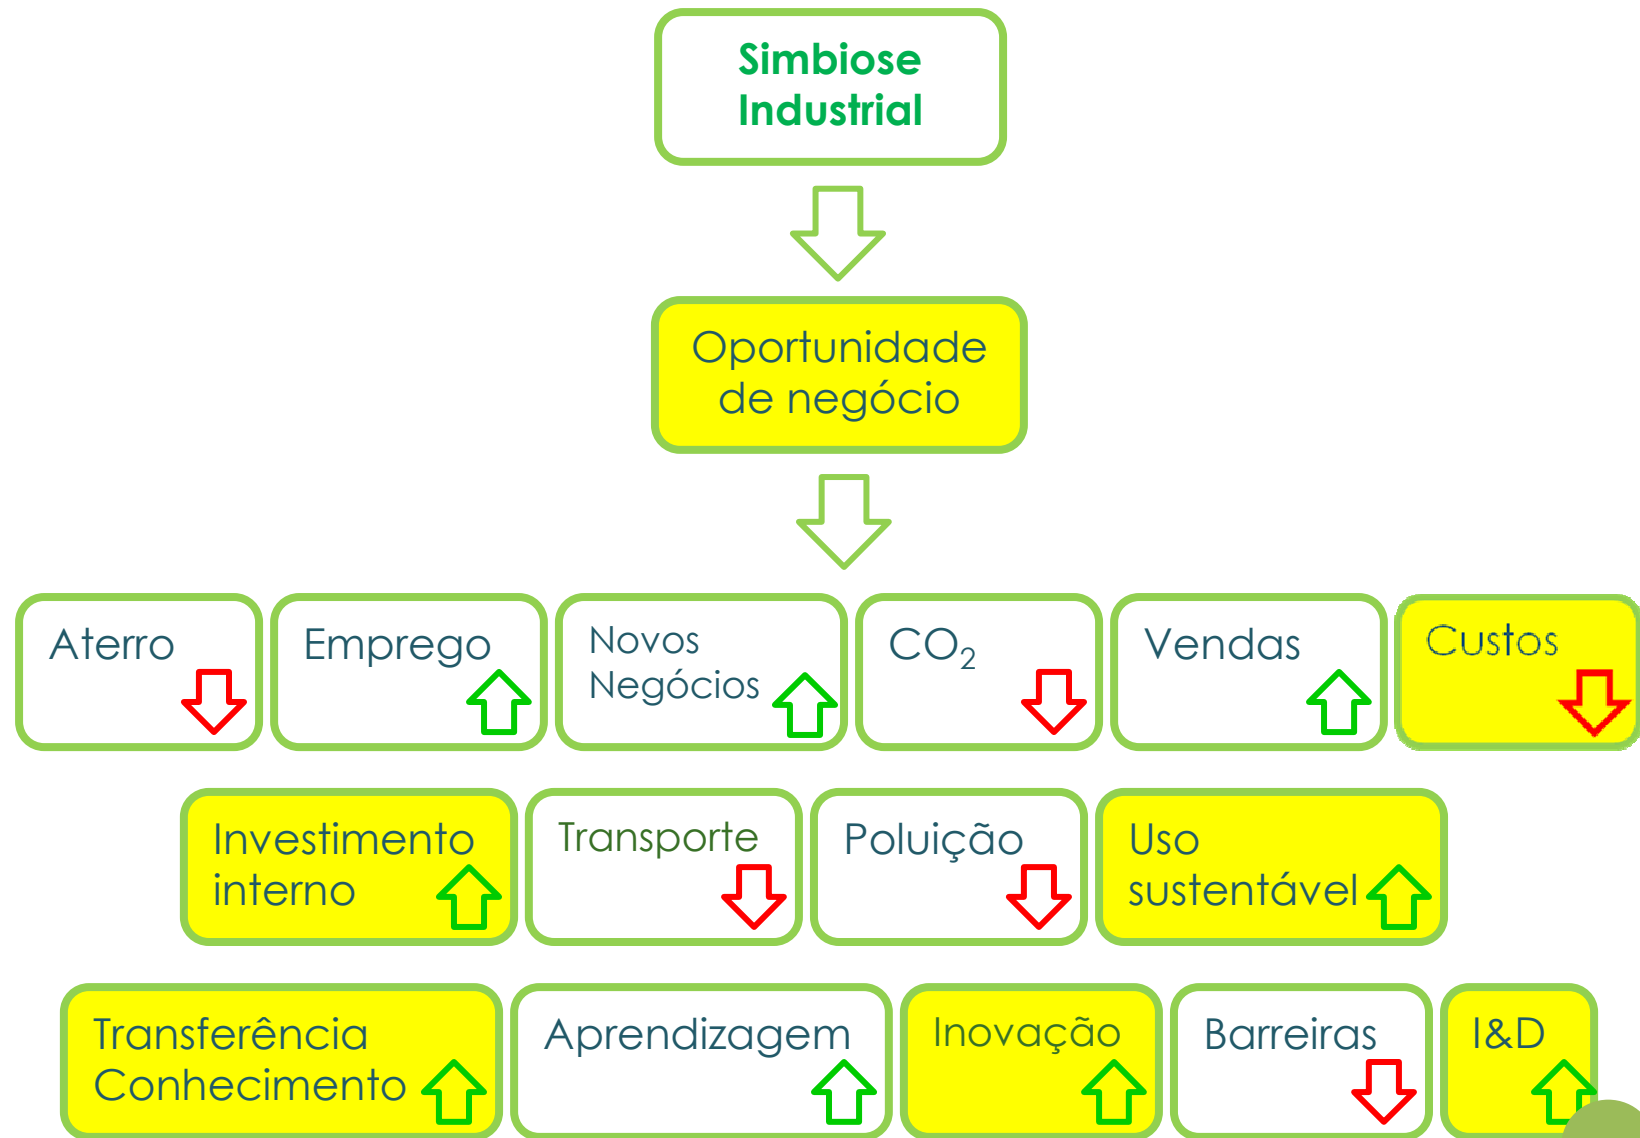 Simbiose
Industrial
Oportunidade
de negócio
Aterro
Emprego
Novos
Negócios
CO₂
Vendas
Custos
Investimento
interno
Transporte
Poluição
Uso
sustentável
Transferência
Conhecimento
Aprendizagem
Inovação
Barreiras
I&D